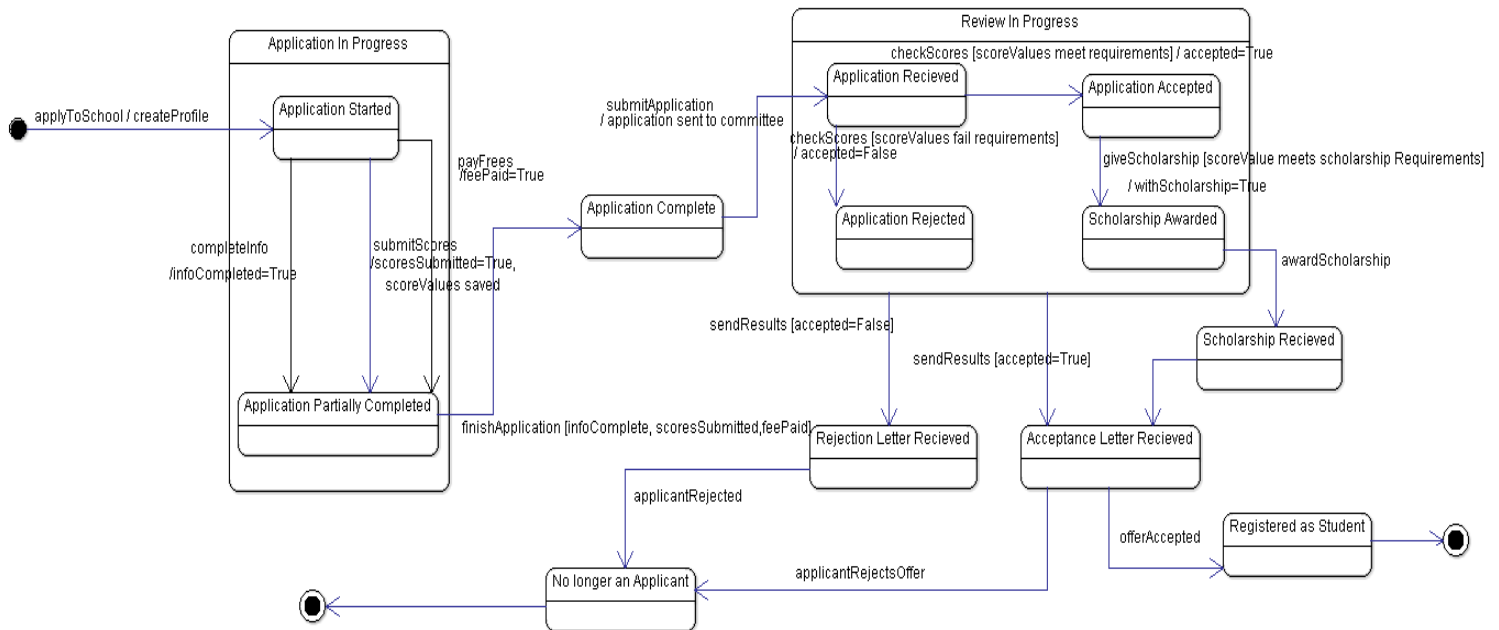 Review In Progress
Application In Progress
checkScores [scoreValues meet requirements] / accepted=True
Application Recieved
Application Accepted
Application Started
applyToSchool / createProfile
submitApplication
/ application sent to committee
checkScores [scoreValues fail requirements]
/ accepted=False
payFrees
/feePaid=True
giveScholarship [scoreValue meets scholarship Requirements]
/ withScholarship=True
Application Complete
Application Rejected
Scholarship Awarded
completeInfo
/infoCompleted=True
submitScores
/scoresSubmitted=True,
scoreValues saved
awardScholarship
sendResults [accepted=False]
sendResults [accepted=True]
Scholarship Recieved
Application Partially Completed
finishApplication [infoComplete, scoresSubmitted,feePaid]
Rejection Letter Recieved
Acceptance Letter Recieved
applicantRejected
Registered as Student
offerAccepted
applicantRejectsOffer
No longer an Applicant